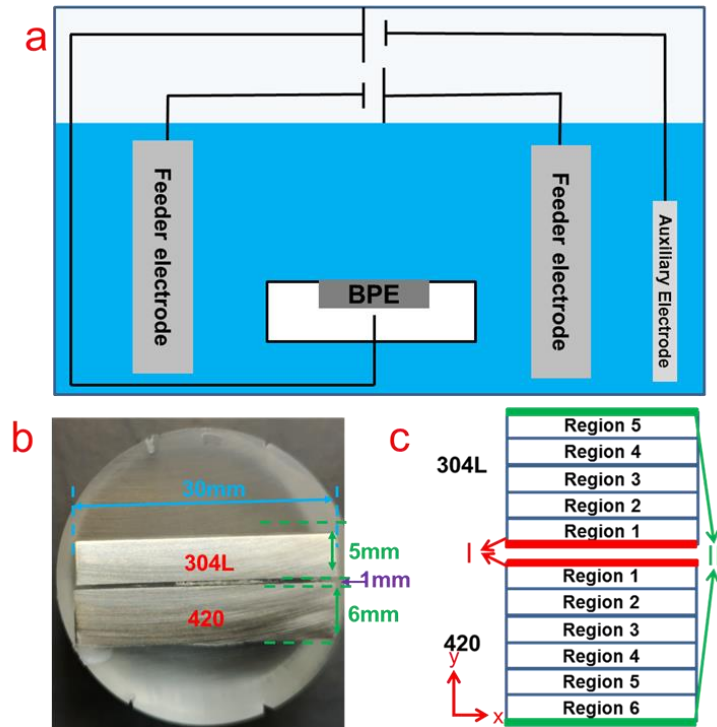 a
Feeder electrode
BPE
Feeder electrode
Auxiliary Electrode
b
30mm
304L
5mm
1mm
420
6mm
c
304L
Region 5
Region 4
Region 3
Region 2
Region 1
I
I
Region 1
Region 2
Region 3
420
Region 4
Region 5
Region 6
y
x